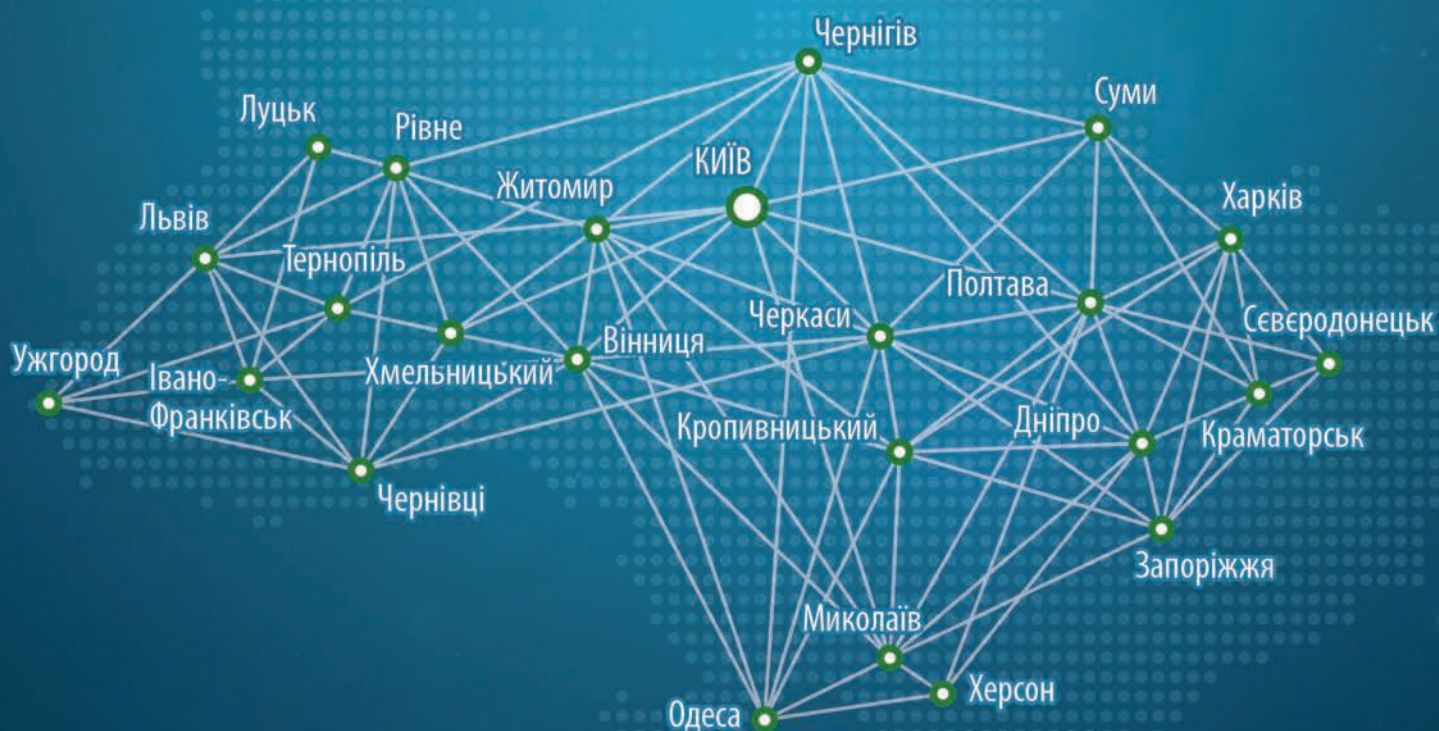 Чернігів
Суми
Луцьк
Рівне
КИЇВ
Житомир
Харків
Львів
Тернопіль
Полтава
Черкаси
Сєвєродонецьк
Вінниця
Ужгород
Івано-
Франківськ
Хмельницький
Кропивницький
Дніпро
Краматорськ
Чернівці
Запоріжжя
Миколаїв
Херсон
Одеса